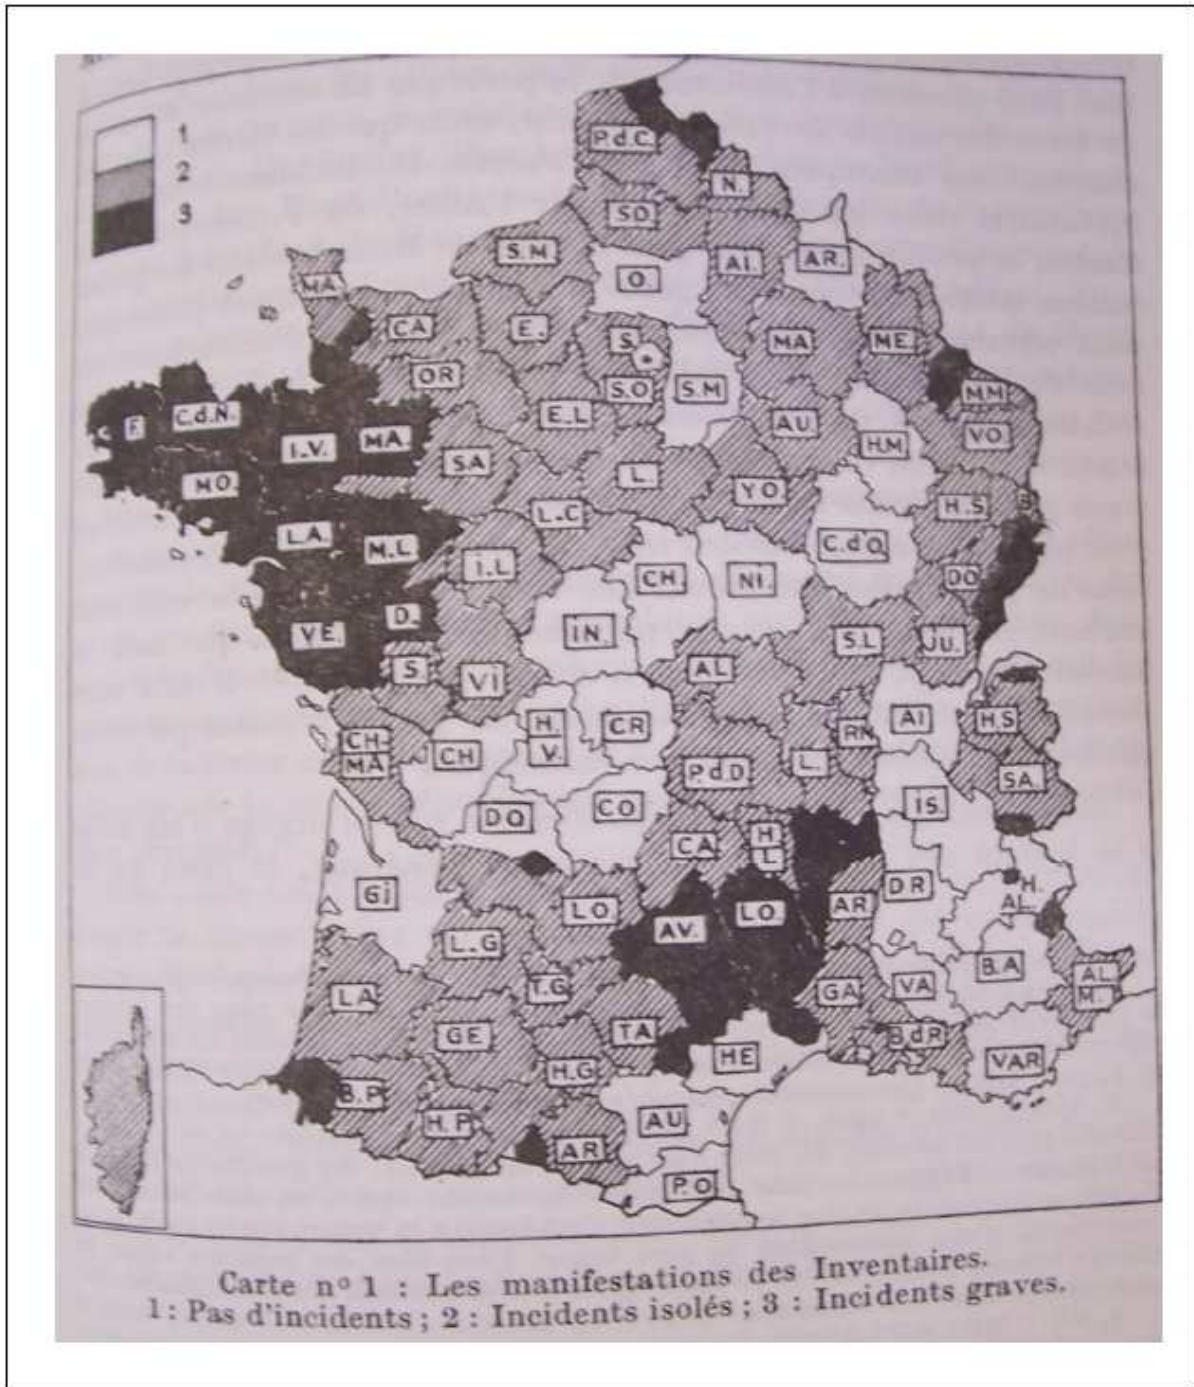 1
2
3
P.d.C.
N.
SO.
S.M
O.
AI.
AR.
MA.
CA
E.
S.
MA
ME.
OR
S.O
S.M
MM
F.
C.d.N.
I.V.
MA.
SA
E.L
AU.
H.M
VO.
MO.
L.
YO
H.S
B.
L.A.
M.L
L.C
C.d'O.
I.L
CH.
NI.
DO
VE.
D.
IN.
S.L
JU.
S.
VI
AL
H.
V.
CR
AI
H.S
RH
CH
MA
CH
P.d.D.
L.
SA.
DO
CO
IS.
CA
H
L
GI
LO
AV.
LO.
AR
DR
H.
AL.
L.G
LA
T.G
GA
VA
B.A
AL.
M.
GE
TA
B.d.R
HE
VAR
B.P
H.G
H.P
AR
AU
P.O
Carte nº 1 : Les manifestations des Inventaires.
1 : Pas d'incidents ; 2 : Incidents isolés ; 3 : Incidents graves.